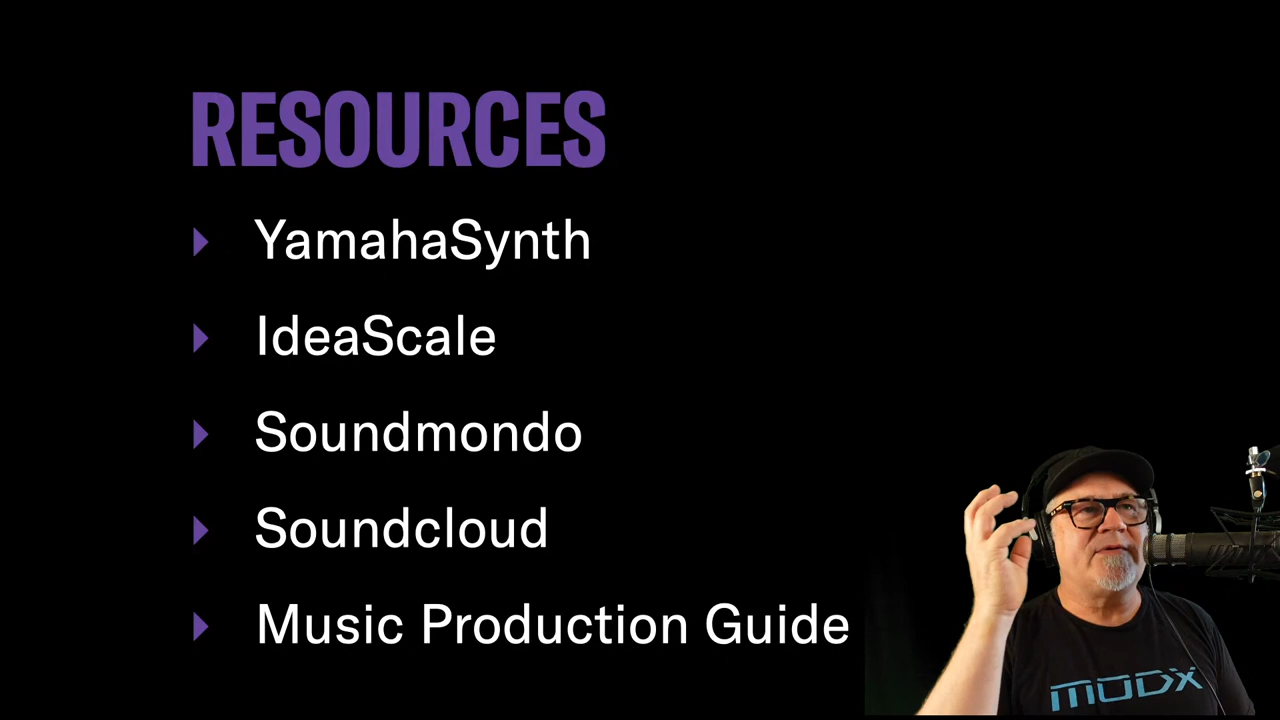 RESOURCES
YamahaSynth
IdeaScale
Soundmondo
Soundcloud
Music Production Guide
MODX